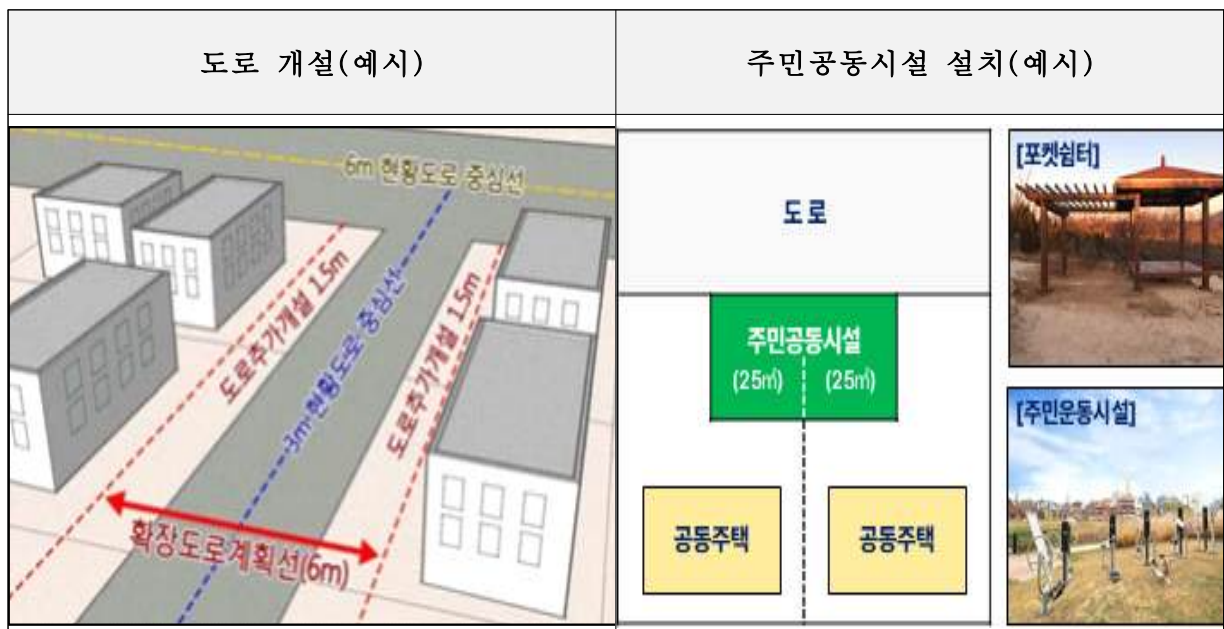 도로 개설(예시)
주민공동시설 설치(예시)
6m 현황도로 중심선
도로추가개설 1.5m
3m 현황도로 중심선
도로추가개설 1.5m
확장도로계획선(6m)
도로
주민공동시설
(25㎡) (25㎡)
공동주택 공동주택
[포켓쉼터]
[주민운동시설]